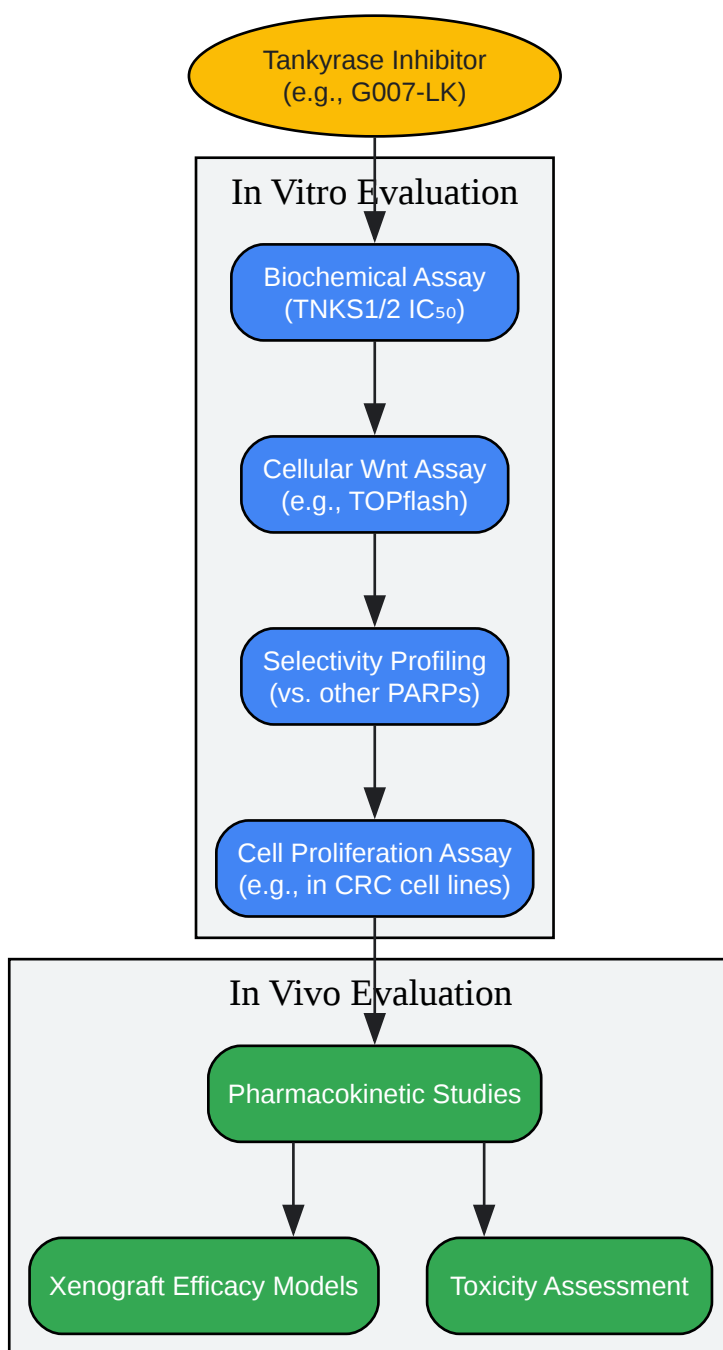 Tankyrase Inhibitor
(e.g., G007-LK)
In Vitro Evaluation
Biochemical Assay
(TNKS1/2 IC₅₀)
Cellular Wnt Assay
(e.g., TOPflash)
Selectivity Profiling
(vs. other PARPs)
Cell Proliferation Assay
(e.g., in CRC cell lines)
In Vivo Evaluation
Pharmacokinetic Studies
Xenograft Efficacy Models
Toxicity Assessment